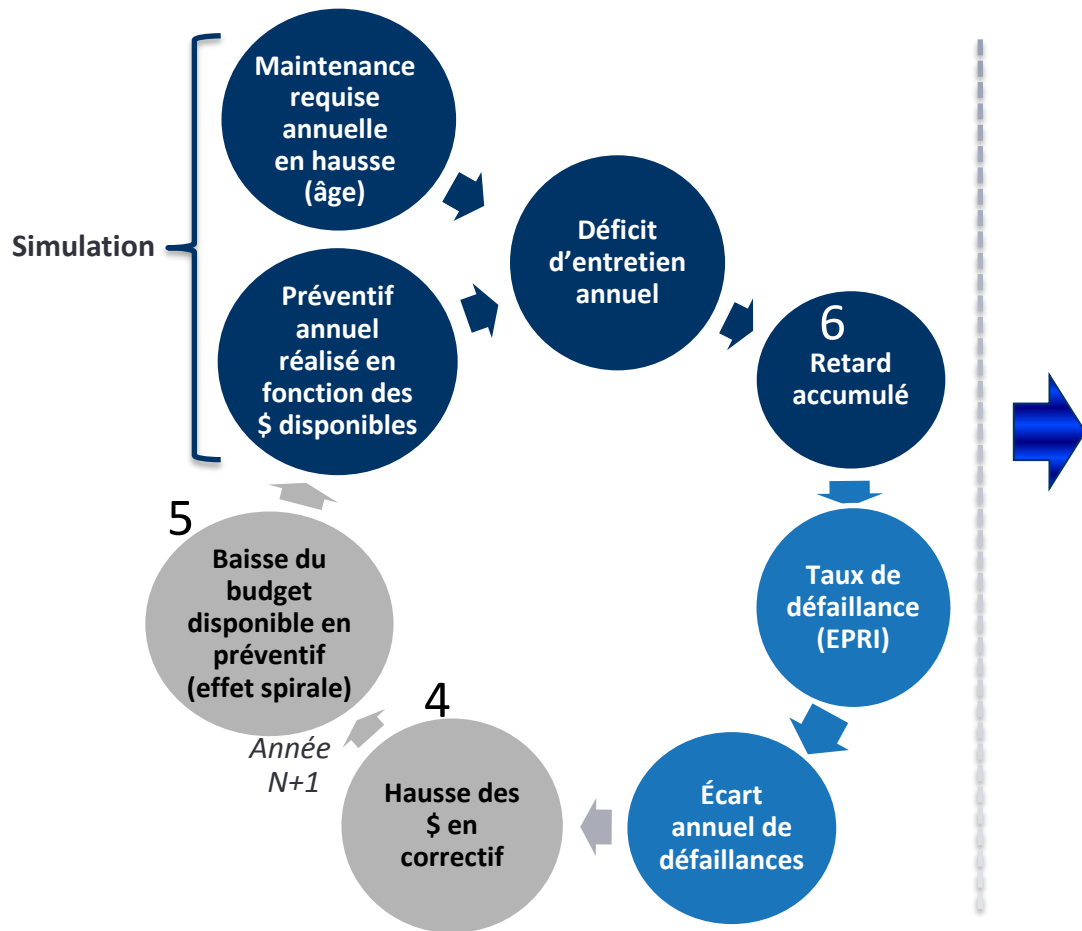 Maintenance
requise
annuelle
en hausse
(âge)
Simulation
Préventif
annuel
réalisé en
fonction des
$ disponibles
Déficit
d’entretien
annuel
6
Retard
accumulé
Taux de
défaillance
(EPRI)
Écart
annuel de
défaillances
4
Hausse des
$ en
correctif
Année
N+1
5
Baisse du
budget
disponible en
préventif
(effet spirale)